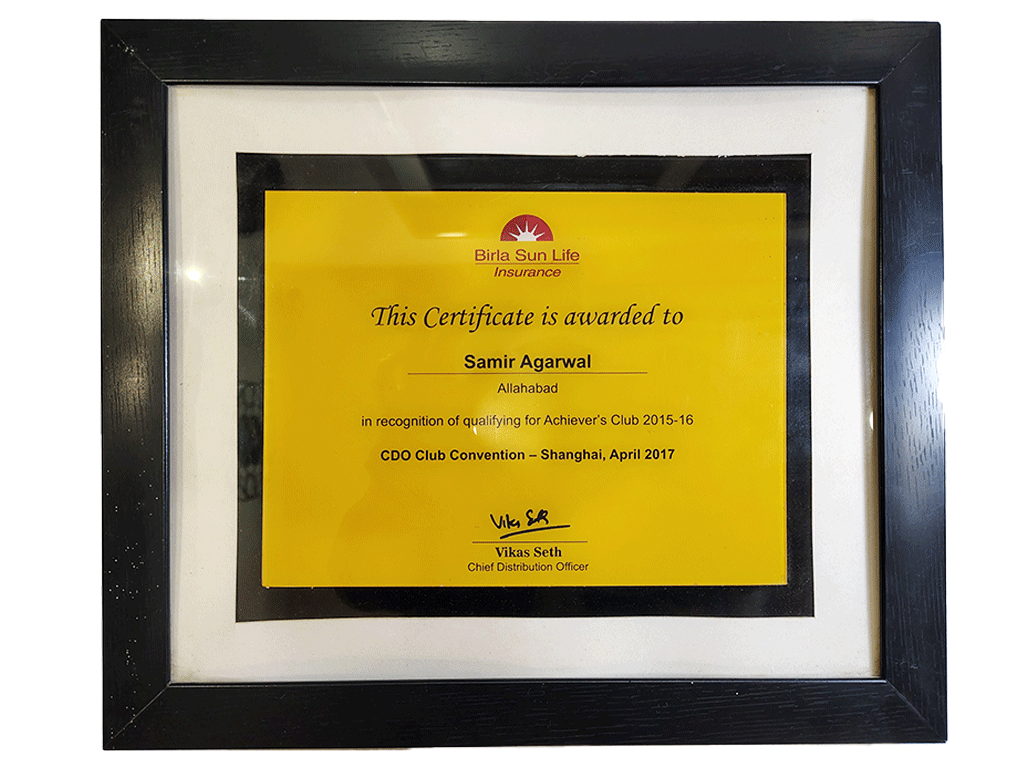 Birla Sun Life
Insurance
This Certificate is awarded to
Samir Agarwal
Allahabad
in recognition of qualifying for Achiever's Club 2015-16
CDO Club Convention – Shanghai, April 2017
Vikas Seth
Chief Distribution Officer